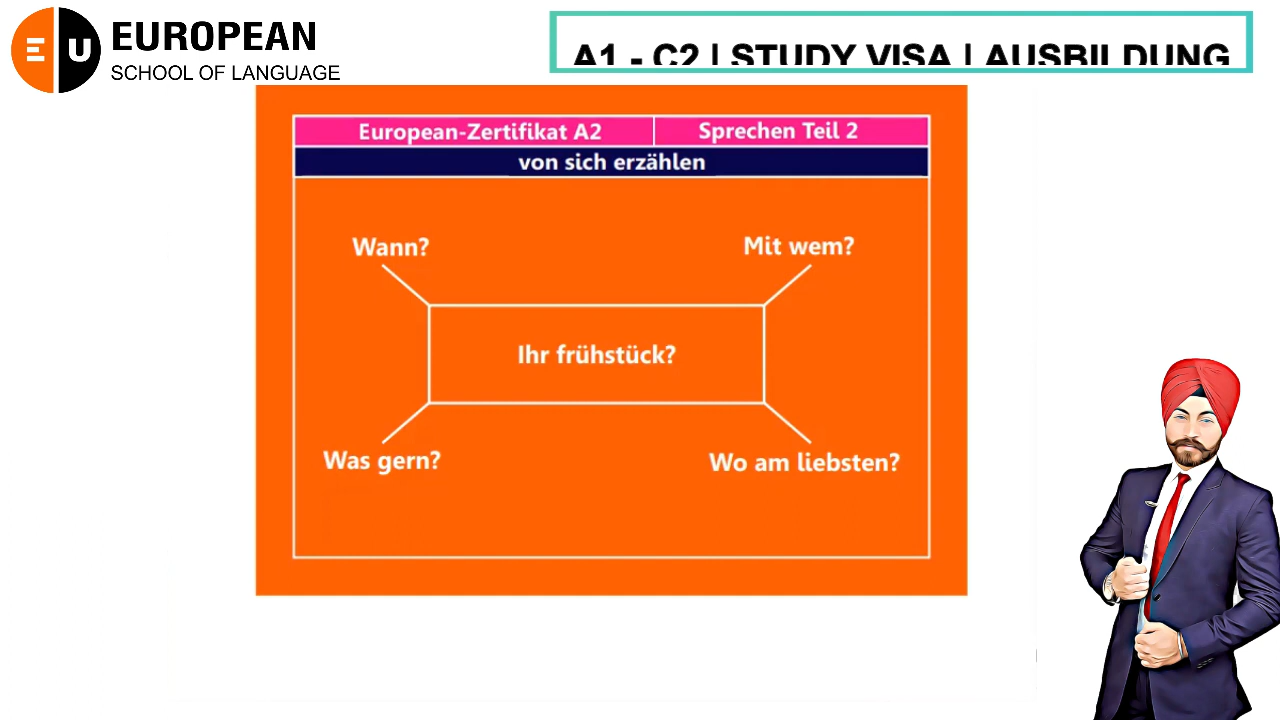 E U
EUROPEAN
SCHOOL OF LANGUAGE
A1 - C2 | STUDY VISA | AUSBILDUNG
European-Zertifikat A2
Sprechen Teil 2
von sich erzählen
Wann?
Mit wem?
Ihr frühstück?
Was gern?
Wo am liebsten?